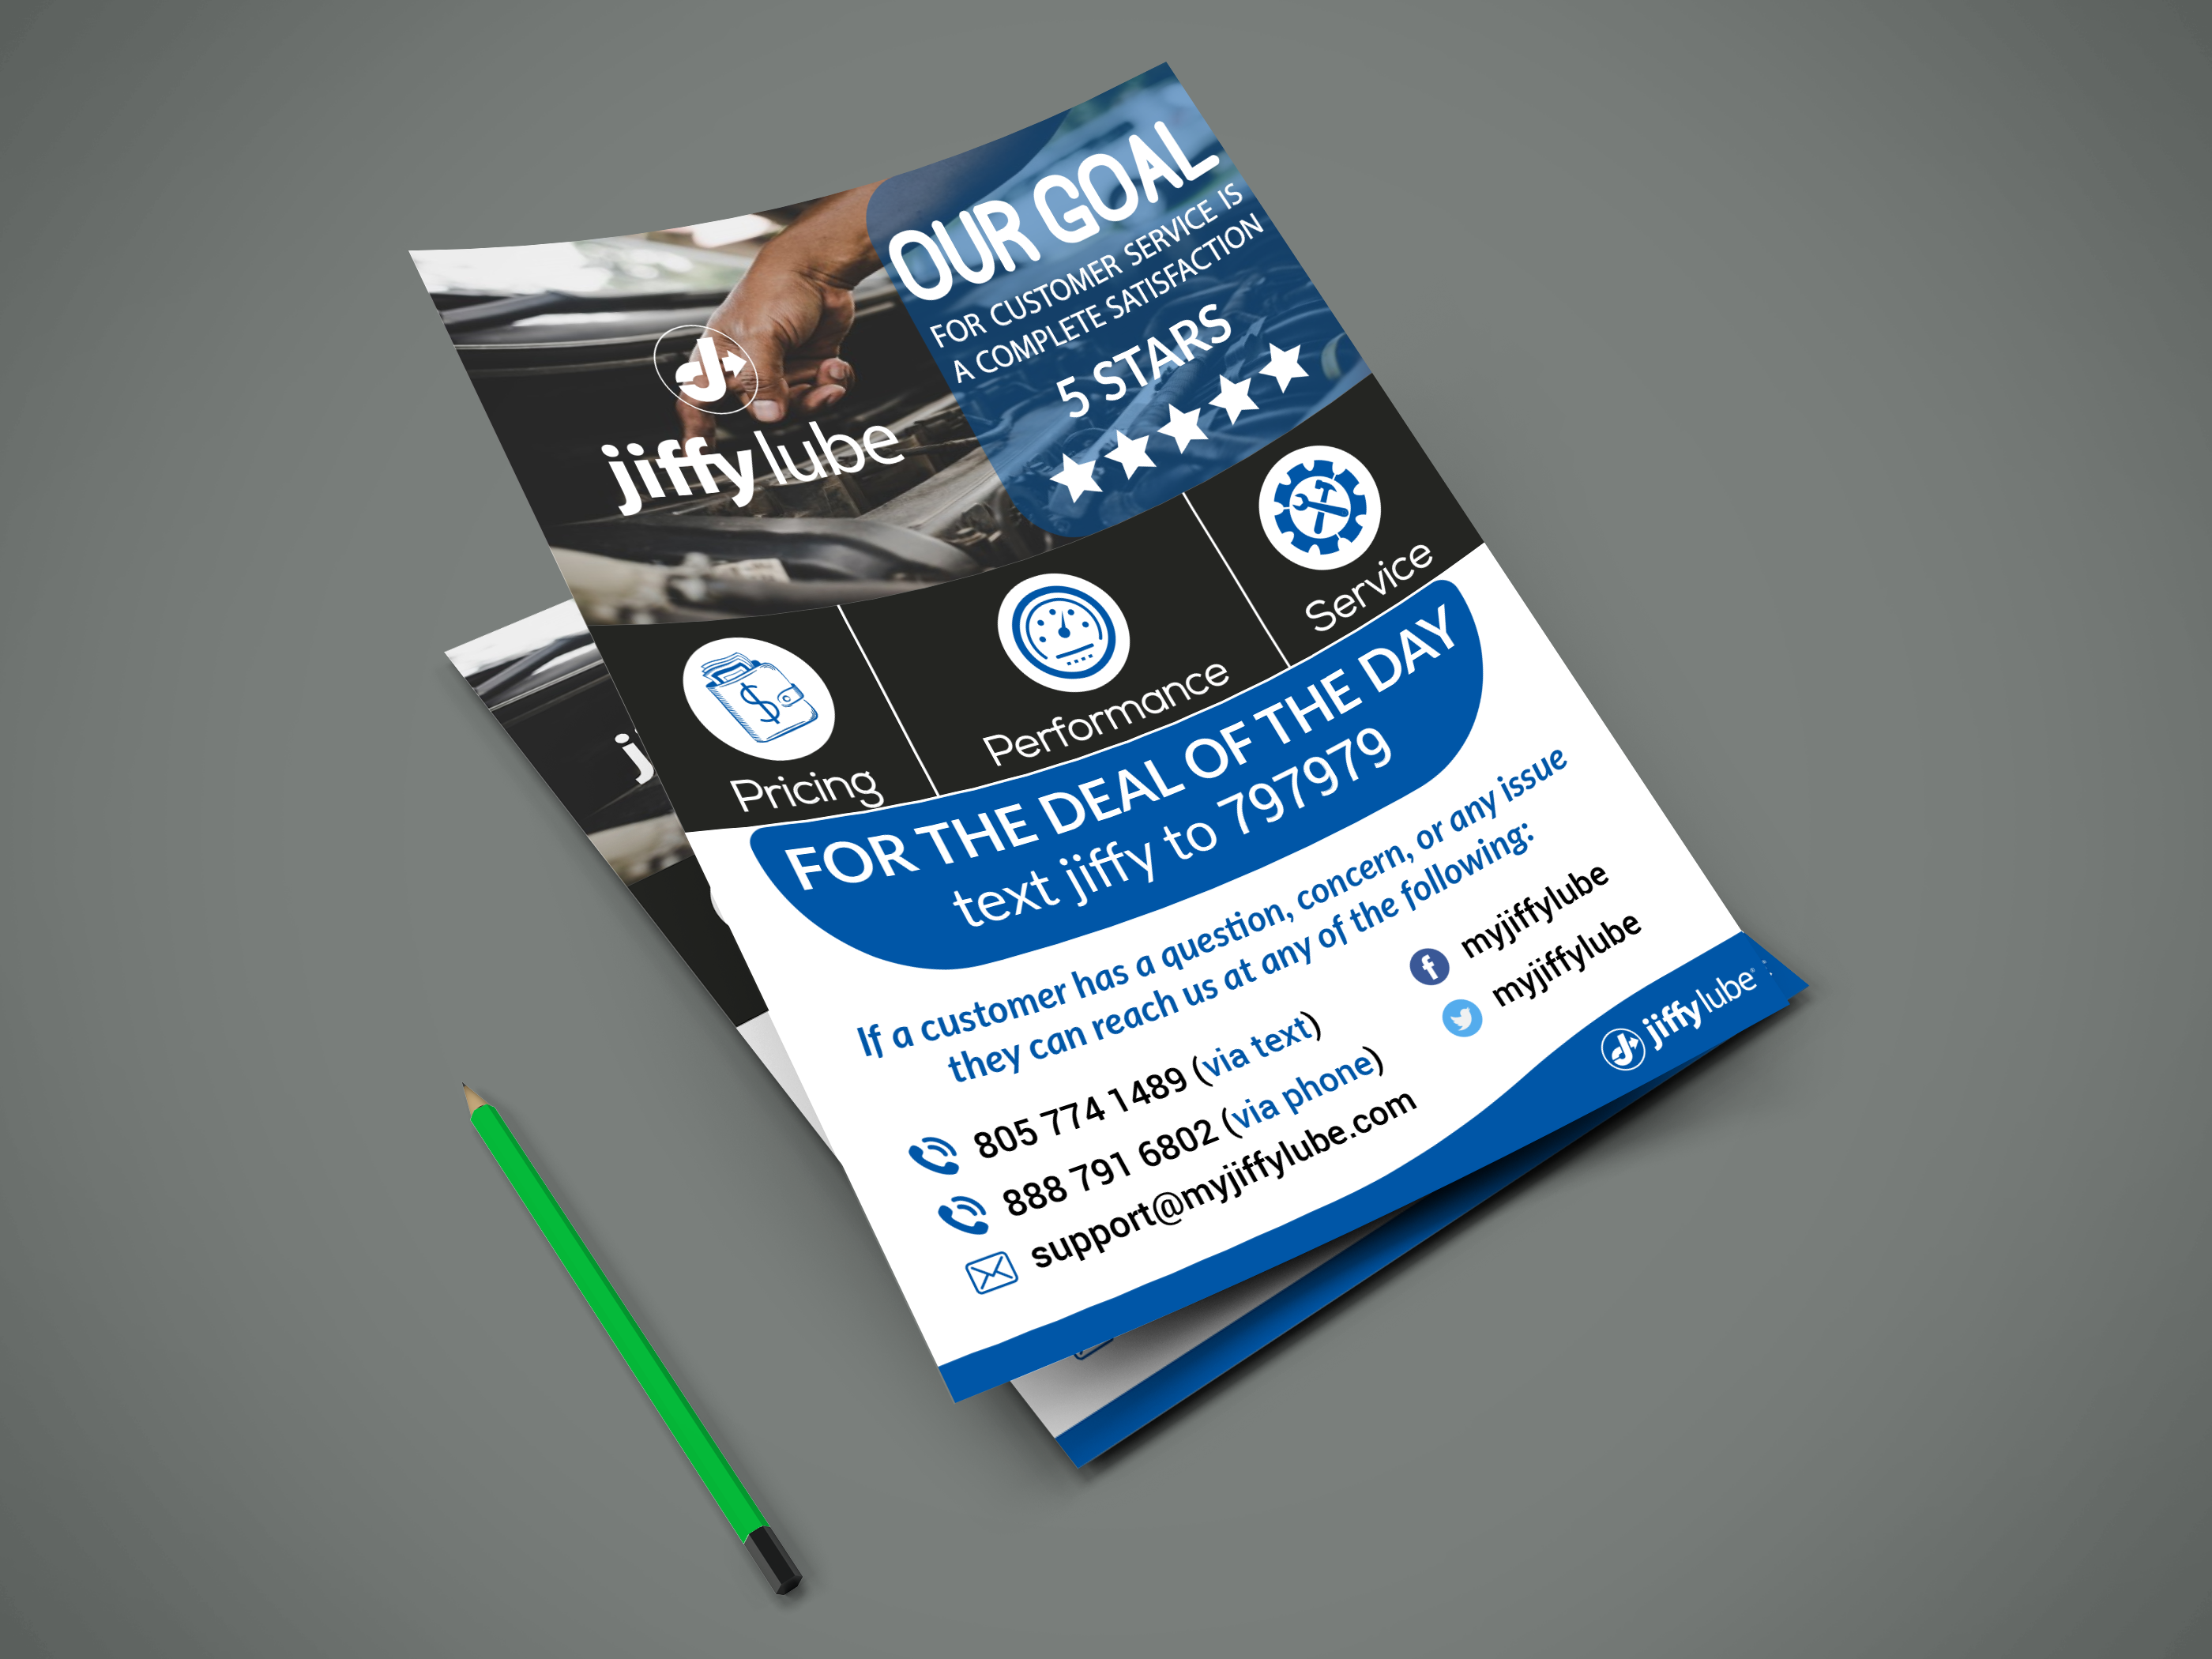 OUR GOAL
FOR CUSTOMER SERVICE IS
A COMPLETE SATISFACTION
5 STARS
jiffy lube
Pricing
Performance
Service
FOR THE DEAL OF THE DAY
text jiffy to 797979
If a customer has a question, concern, or any issue
they can reach us at any of the following:
805 774 1489 (via text)
888 791 6802 (via phone)
support@myjiffylube.com
myjiffylube
myjiffylube
jiffy lube
j